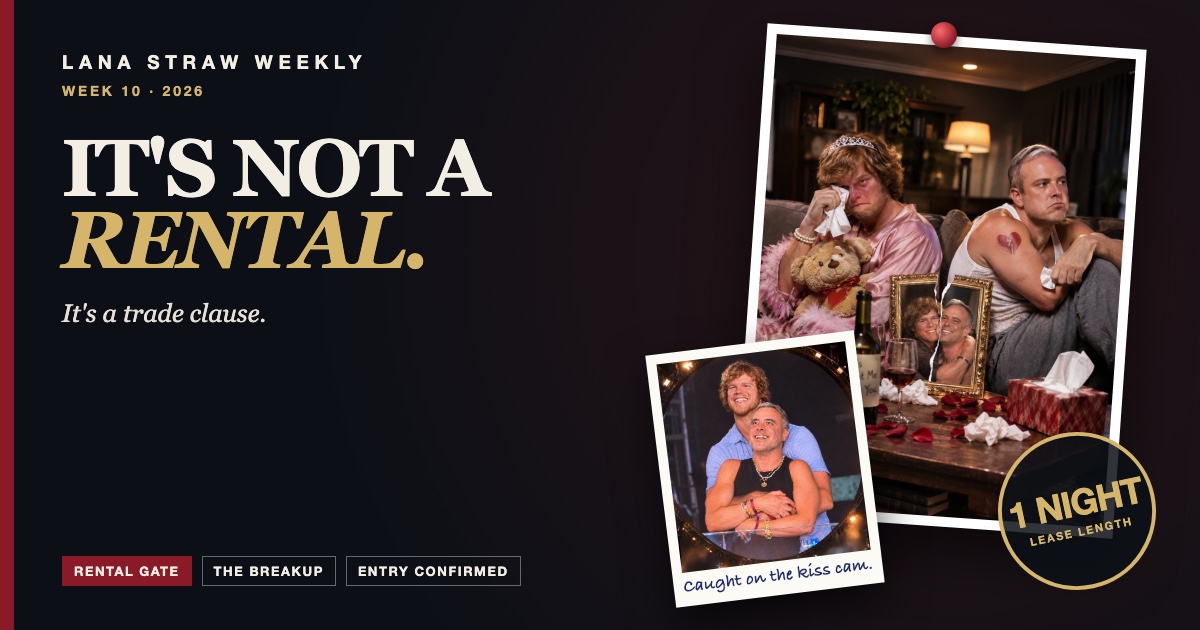 LANA STRAW WEEKLY
WEEK 10 · 2026
IT'S NOT A
RENTAL.
It's a trade clause.
Caught on the kiss cam.
1 NIGHT
LEASE LENGTH
RENTAL GATE
THE BREAKUP
ENTRY CONFIRMED